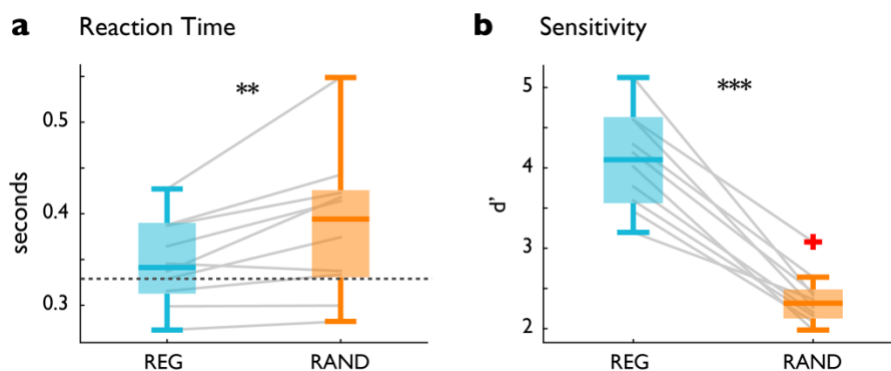 a Reaction Time
seconds
0.5
0.4
0.3
**
REG RAND
b Sensitivity
d'
5
4
3
2
***
REG RAND